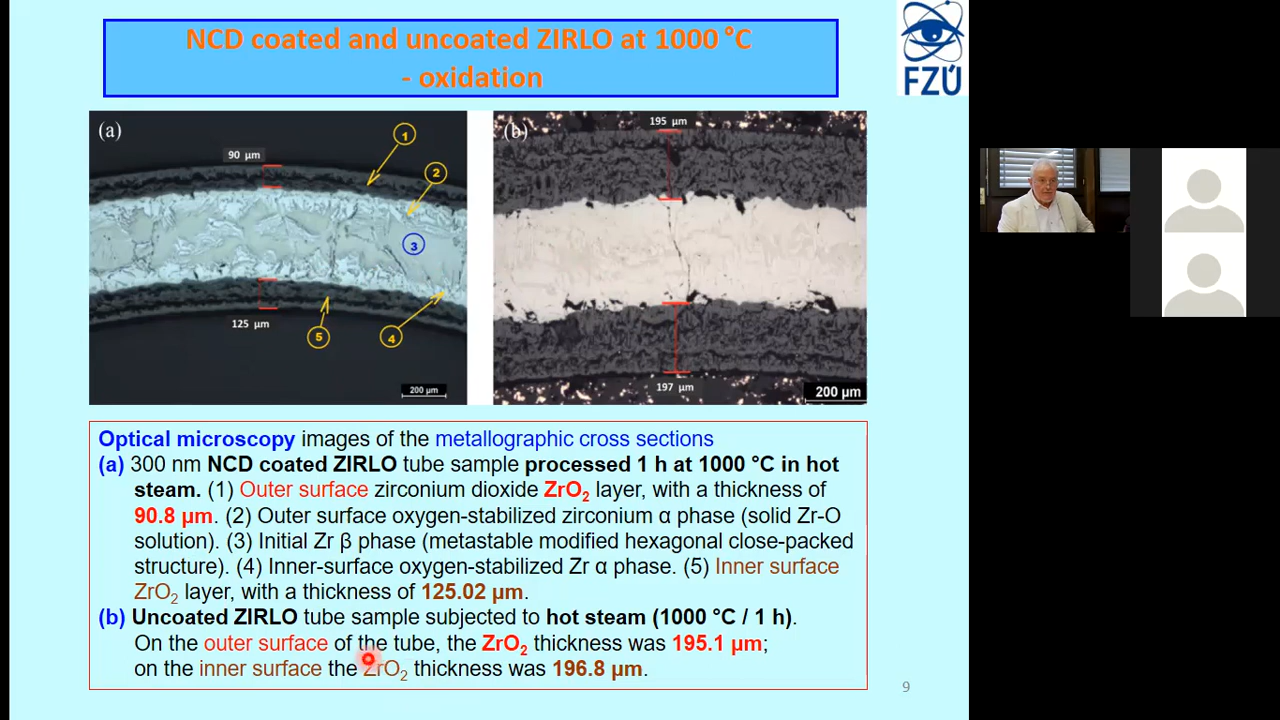 NCD coated and uncoated ZIRLO at 1000 °C
- oxidation
FZÚ
(a)
90 µm
1
2
3
125 µm
5
4
200 µm
(b)
195 µm
197 µm
200 µm
Optical microscopy images of the metallographic cross sections
(a) 300 nm NCD coated ZIRLO tube sample processed 1 h at 1000 °C in hot
steam. (1) Outer surface zirconium dioxide ZrO₂ layer, with a thickness of
90.8 µm. (2) Outer surface oxygen-stabilized zirconium α phase (solid Zr-O
solution). (3) Initial Zr β phase (metastable modified hexagonal close-packed
structure). (4) Inner-surface oxygen-stabilized Zr α phase. (5) Inner surface
ZrO₂ layer, with a thickness of 125.02 µm.
(b) Uncoated ZIRLO tube sample subjected to hot steam (1000 °C / 1 h).
On the outer surface of the tube, the ZrO₂ thickness was 195.1 µm;
on the inner surface the ZrO₂ thickness was 196.8 µm.
9